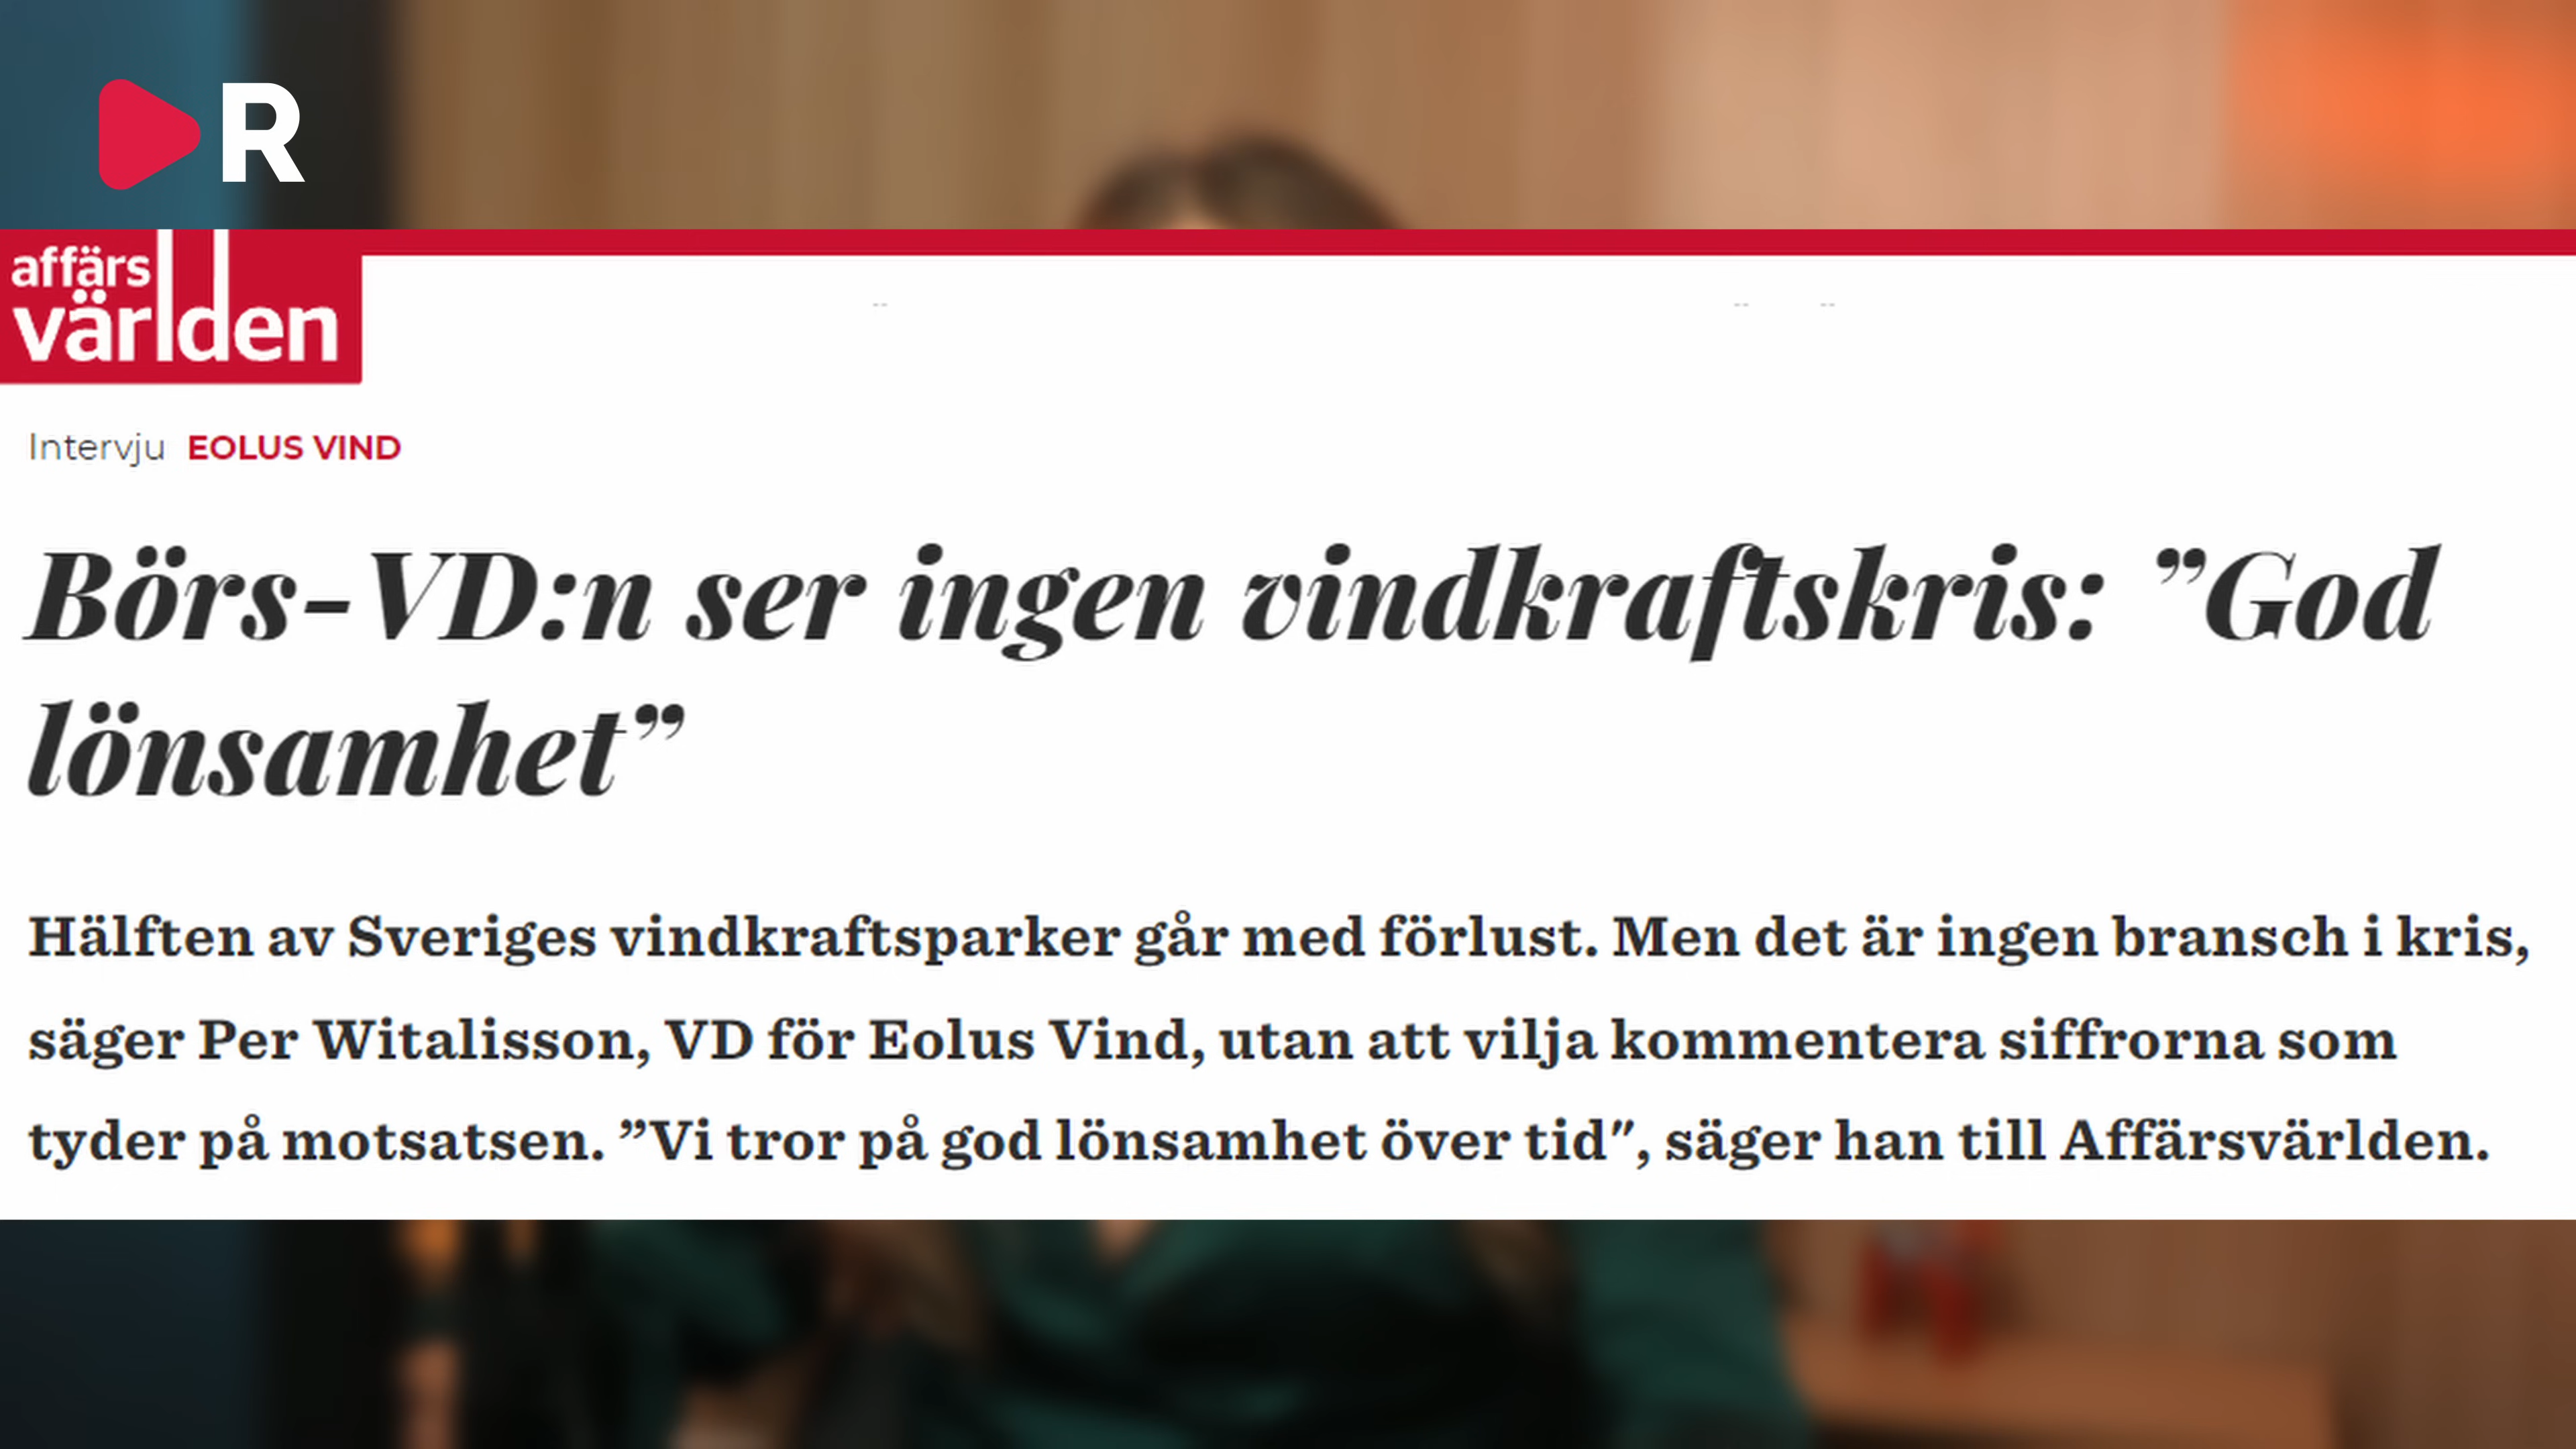 R
affärs
världen
Intervju EOLUS VIND
Börs-VD:n ser ingen vindkraftskris: ”God
lönsamhet”
Hälften av Sveriges vindkraftsparker går med förlust. Men det är ingen bransch i kris,
säger Per Witalisson, VD för Eolus Vind, utan att vilja kommentera siffrorna som
tyder på motsatsen. ”Vi tror på god lönsamhet över tid", säger han till Affärsvärlden.